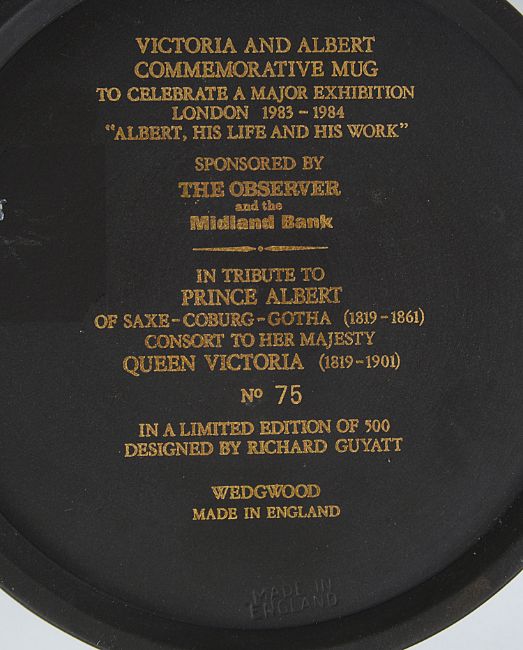 VICTORIA AND ALBERT
COMMEMORATIVE MUG
TO CELEBRATE A MAJOR EXHIBITION
LONDON 1983 – 1984
“ALBERT, HIS LIFE AND HIS WORK”
SPONSORED BY
THE OBSERVER
and the
Midland Bank
IN TRIBUTE TO
PRINCE ALBERT
OF SAXE–COBURG–GOTHA (1819–1861)
CONSORT TO HER MAJESTY
QUEEN VICTORIA (1819–1901)
Nº 75
IN A LIMITED EDITION OF 500
DESIGNED BY RICHARD GUYATT
WEDGWOOD
MADE IN ENGLAND
MADE IN
ENGLAND